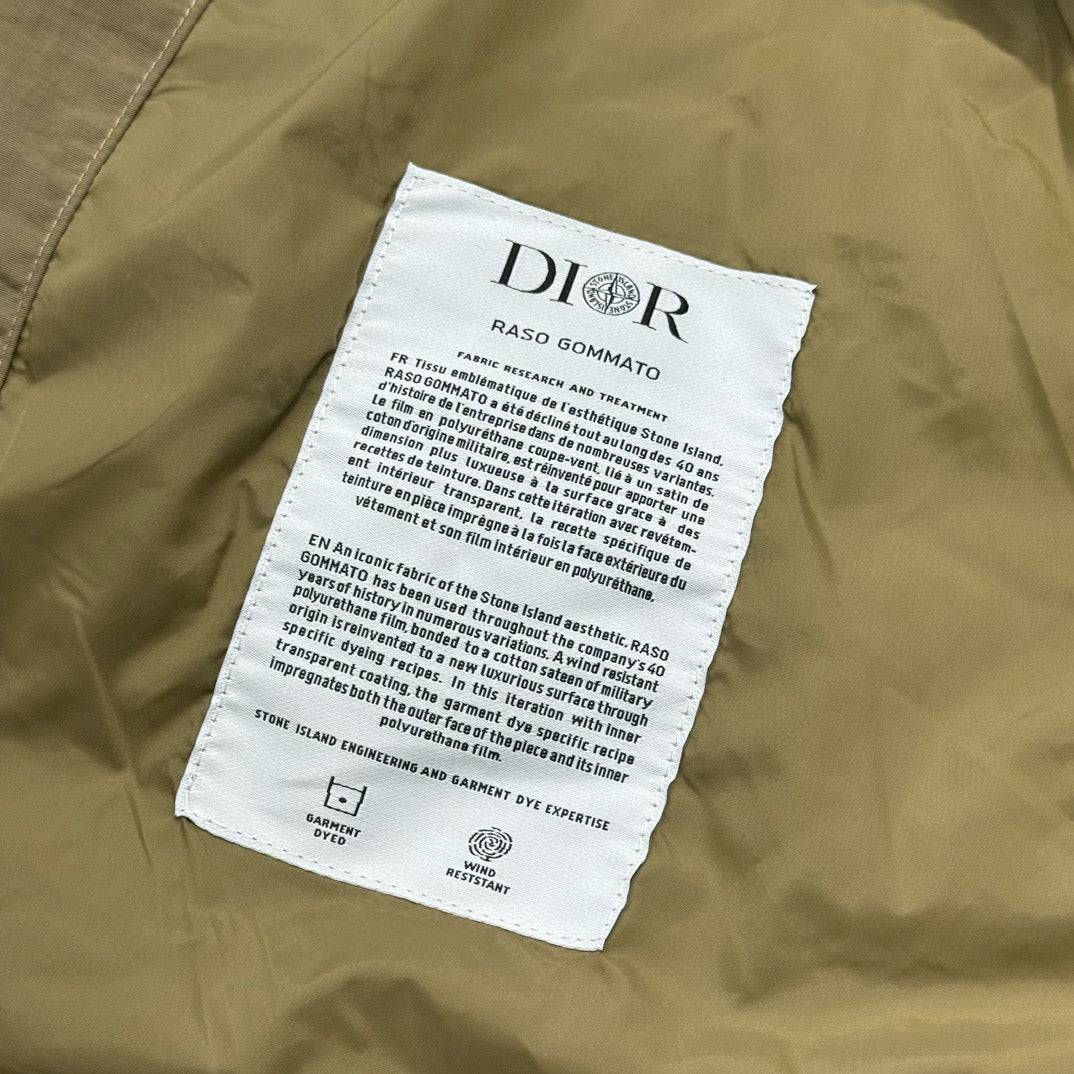 DIOR
STONE ISLAND STONE ISLAND
RASO GOMMATO
FABRIC RESEARCH AND TREATMENT
FR Tissu emblématique de l'esthétique Stone Island,
RASO GOMMATO a été décliné tout au long des 40 ans
d'histoire de l'entreprise dans de nombreuses variantes.
Le film en polyuréthane coupe-vent, lié à un satin de
coton d'origine militaire, est réinventé pour apporter une
dimension plus luxueuse à la surface grace à des
recettes de teinture. Dans cette itération avec revêtem-
ent intérieur transparent, la recette spécifique de
teinture en pièce imprègne à la fois la face extérieure du
vêtement et son film intérieur en polyuréthane.
EN An iconic fabric of the Stone Island aesthetic. RASO
GOMMATO has been used throughout the company's 40
years of history in numerous variations. A wind resistant
polyurethane film, bonded to a cotton sateen of military
origin is reinvented to a new luxurious surface through
specific dyeing recipes. In this iteration with inner
transparent coating, the garment dye specific recipe
impregnates both the outer face of the piece and its inner
polyurethane film.
STONE ISLAND ENGINEERING AND GARMENT DYE EXPERTISE
GARMENT
DYED
WIND
RESTSTANT